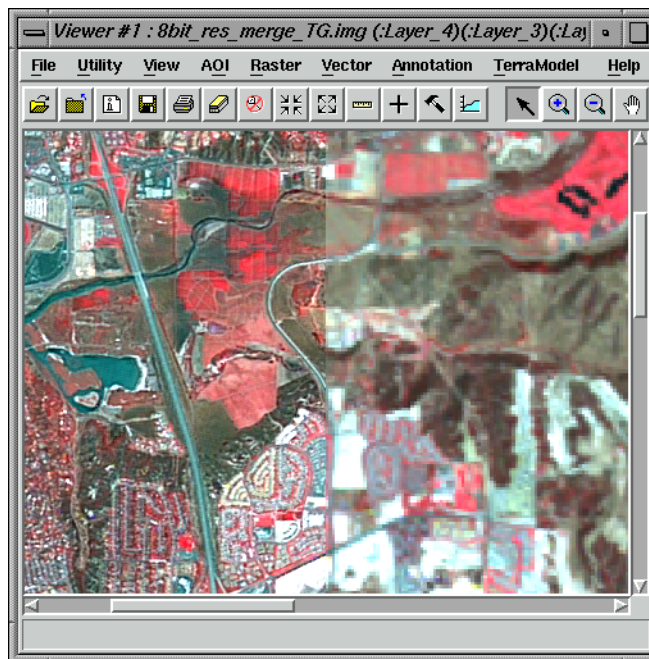 Viewer #1 : 8bit_res_merge_TG.img (:Layer_4)(:Layer_3)(:Lay
File Utility View AOI Raster Vector Annotation TerraModel Help